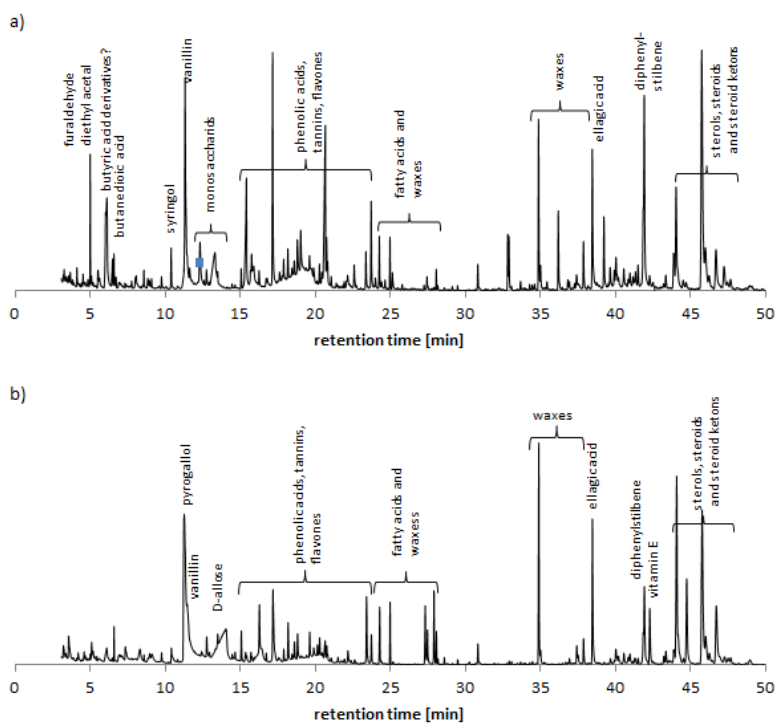 a)
furaldehyde
diethyl acetal
butyric acid derivatives?
butanedioic acid
syringol
vanillin
monosaccharids
phenolic acids,
tannins, flavones
fatty acids and
waxes
waxes
ellagic acid
diphenyl-
stilbene
sterols, steroids
and steroid ketons
0 5 10 15 20 25 30 35 40 45 50
retention time [min]
b)
pyrogallol
vanillin
D-allose
phenolic acids, tannins,
flavones
fatty acids and
waxess
waxes
ellagic acid
diphenylstilbene
vitamin E
sterols, steroids
and steroid ketons
0 5 10 15 20 25 30 35 40 45 50
retention time [min]